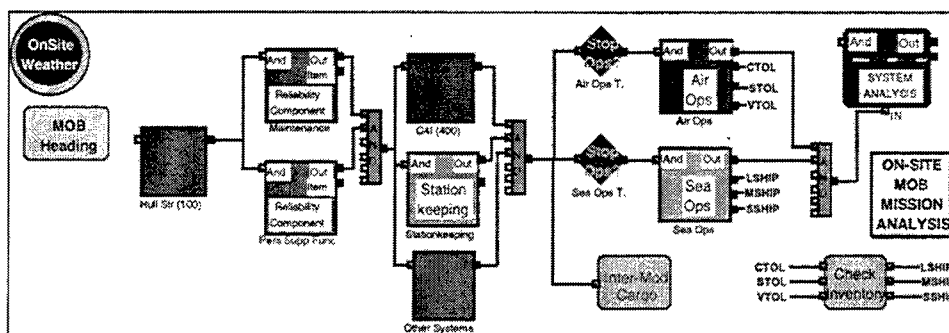 OnSite
Weather
MOB
Heading
Hull Str (100)
And Out
Item
Reliability
Component
Maintenance
And Out
Item
Reliability
Component
Pers Supp Func
C4I (400)
And Out
Station
keeping
Stationkeeping
Other Systems
Stop
Ops?
Air Ops T.
Stop
Ops?
Sea Ops T.
Inter-Mod
Cargo
And Out
Air
Ops
Air Ops
CTOL
STOL
VTOL
And Out
Sea
Ops
Sea Ops
LSHIP
MSHIP
SSHIP
And Out
SYSTEM
ANALYSIS
IN
ON-SITE
MOB
MISSION
ANALYSIS
CTOL
STOL
VTOL
Check
Inventory
LSHIP
MSHIP
SSHIP